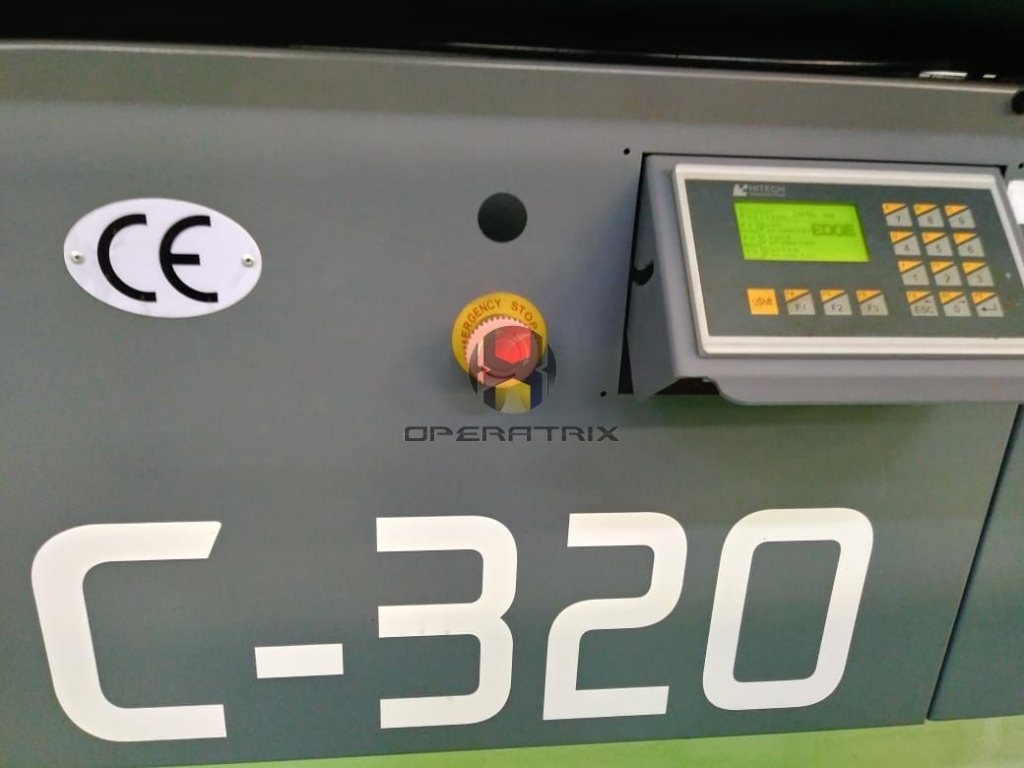 CE
HITECH
EDGE
7 8 9
4 5 6
1 2 3
Shift F1 F2 F3 ESC 0
EMERGENCY STOP
OPERATRIX
C-320